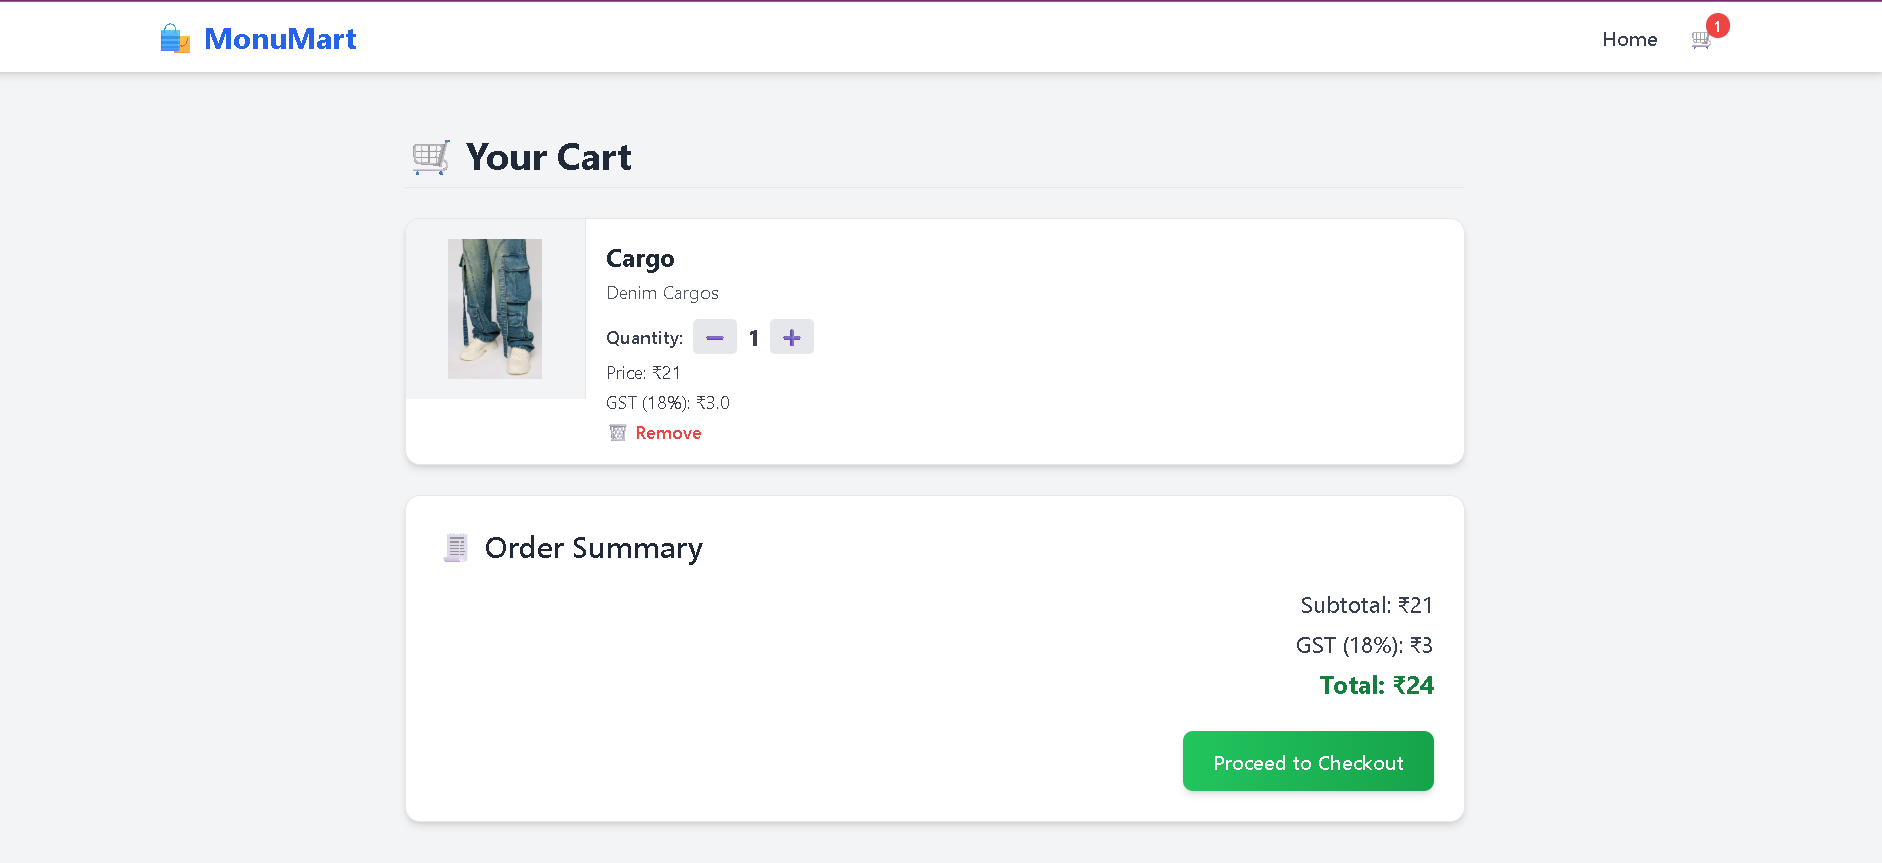 MonuMart
Home
1
Your Cart
Cargo
Denim Cargos
Quantity: 1
Price: ₹21
GST (18%): ₹3.0
Remove
Order Summary
Subtotal: ₹21
GST (18%): ₹3
Total: ₹24
Proceed to Checkout